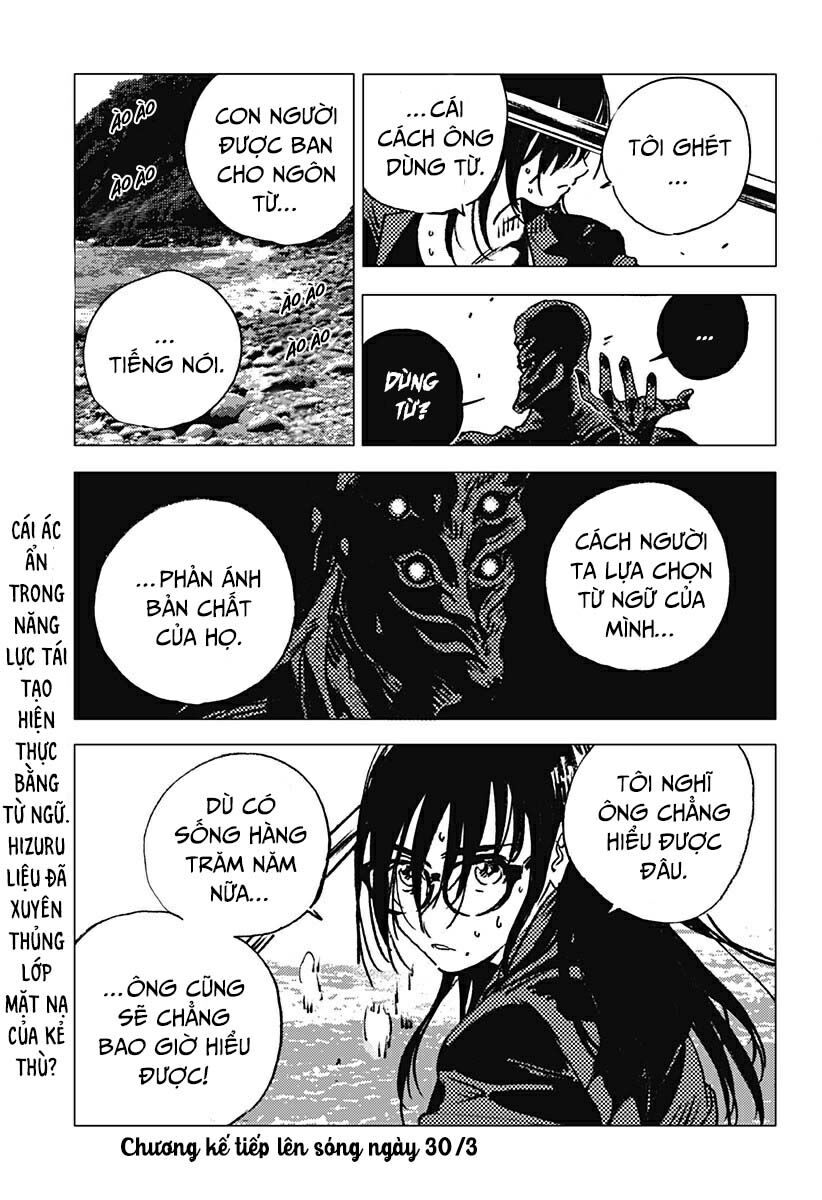 TÔI GHÉT
...
...CÁI
CÁCH ÔNG
DÙNG TỪ.
CON NGƯỜI
ĐƯỢC BAN
CHO NGÔN
TỪ...
ÀO ÀO
ÀO ÀO
ÀO ÀO
ÀO ÀO
...
TIẾNG NÓI.
...
DÙNG
TỪ?
CÁCH NGƯỜI
TA LỰA CHỌN
TỪ NGỮ CỦA
MÌNH...
...PHẢN ÁNH
BẢN CHẤT
CỦA HỌ.
TÔI NGHĨ
ÔNG CHẲNG
HIỂU ĐƯỢC
ĐÂU.
DÙ CÓ
SỐNG HÀNG
TRĂM NĂM
NỮA...
...ÔNG CŨNG
SẼ CHẲNG
BAO GIỜ HIỂU
ĐƯỢC!
CÁI ÁC
ẨN
TRONG
NĂNG
LỰC TÁI
TẠO
HIỆN
THỰC
BẰNG
TỪ NGỮ.
HIZURU
LIỆU ĐÃ
XUYÊN
THỦNG
LỚP
MẶT NẠ
CỦA KẺ
THÙ?
Chương kế tiếp lên sóng ngày 30/3